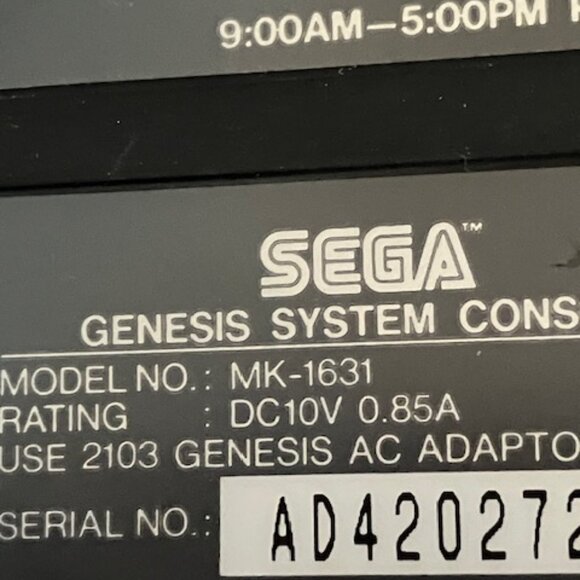 9:00AM—5:00PM
SEGA™
GENESIS SYSTEM CONS
MODEL NO. : MK-1631
RATING : DC10V 0.85A
USE 2103 GENESIS AC ADAPTO
SERIAL NO. : AD420272